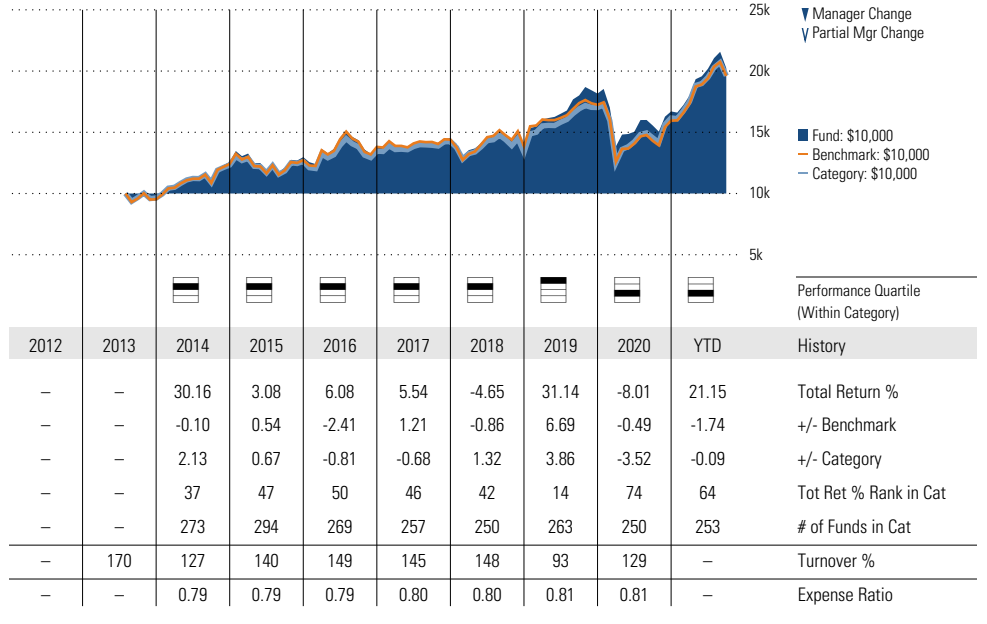 25k
20k
15k
10k
5k
Manager Change
Partial Mgr Change
Fund: $10,000
Benchmark: $10,000
Category: $10,000
Performance Quartile
(Within Category)
2012 2013 2014 2015 2016 2017 2018 2019 2020 YTD History
– – 30.16 3.08 6.08 5.54 -4.65 31.14 -8.01 21.15 Total Return %
– – -0.10 0.54 -2.41 1.21 -0.86 6.69 -0.49 -1.74 +/- Benchmark
– – 2.13 0.67 -0.81 -0.68 1.32 3.86 -3.52 -0.09 +/- Category
– – 37 47 50 46 42 14 74 64 Tot Ret % Rank in Cat
– – 273 294 269 257 250 263 250 253 # of Funds in Cat
– 170 127 140 149 145 148 93 129 – Turnover %
– – 0.79 0.79 0.79 0.80 0.80 0.81 0.81 – Expense Ratio